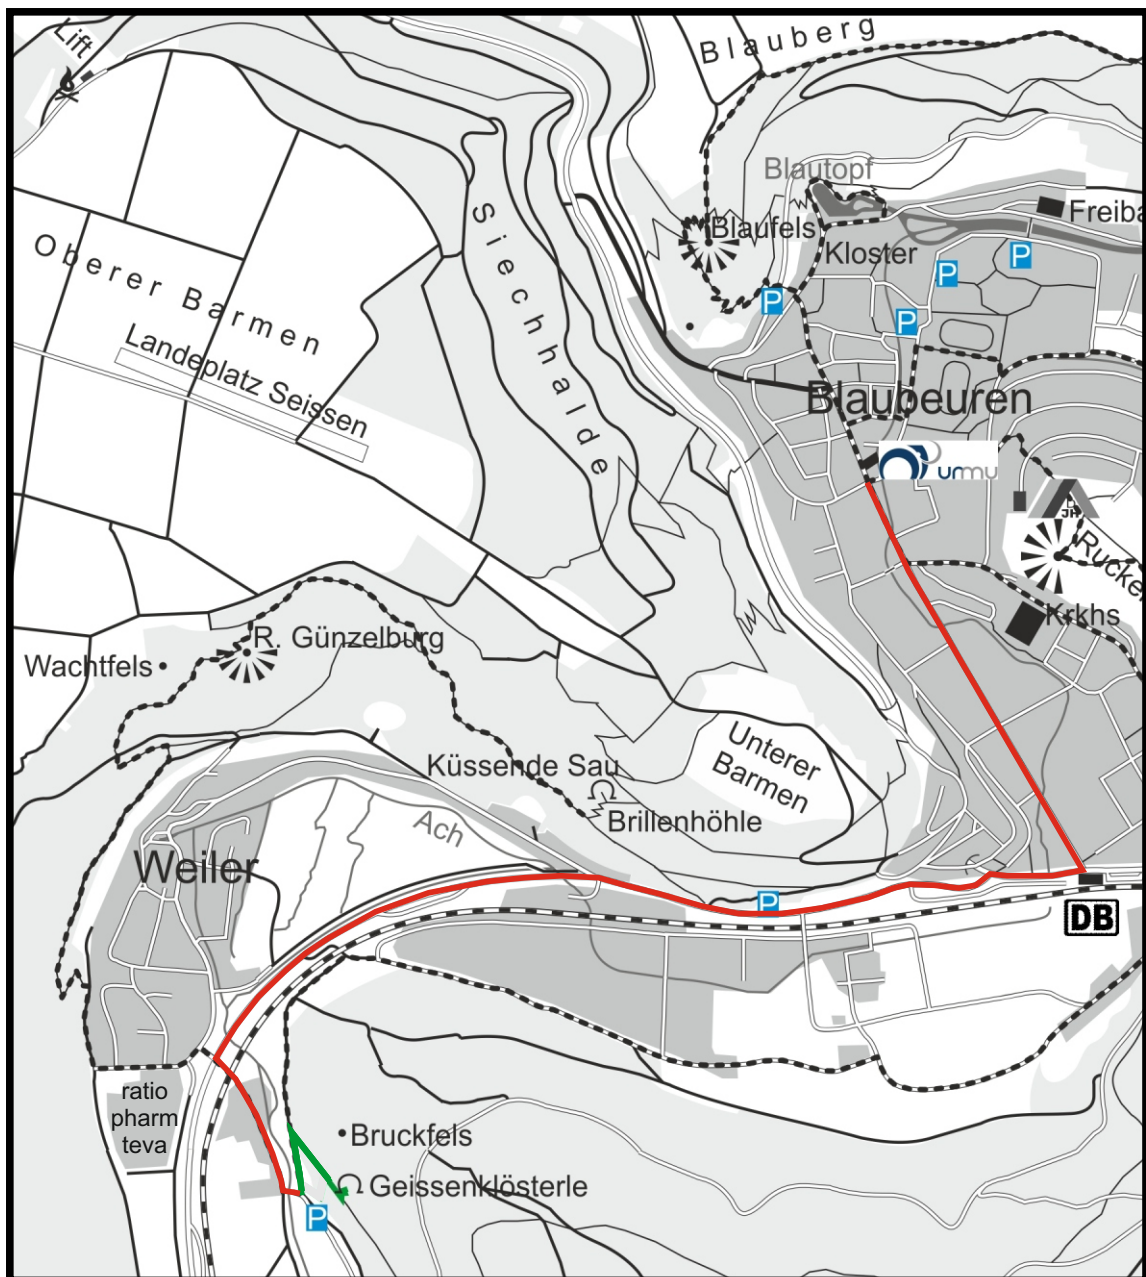 Lift
Blauberg
Blautopf
Freiba
Blaufels
Kloster
P
P
P
P
Siechhalde
Oberer Barmen
Landeplatz Seissen
Blaubeuren
urmu
JH
Rucke
Krkhs
R. Günzelburg
Wachtfels
Unterer
Barmen
Küssende Sau
Brillenhöhle
Ach
Weiler
P
DB
ratio
pharm
teva
Bruckfels
Geissenklösterle
P